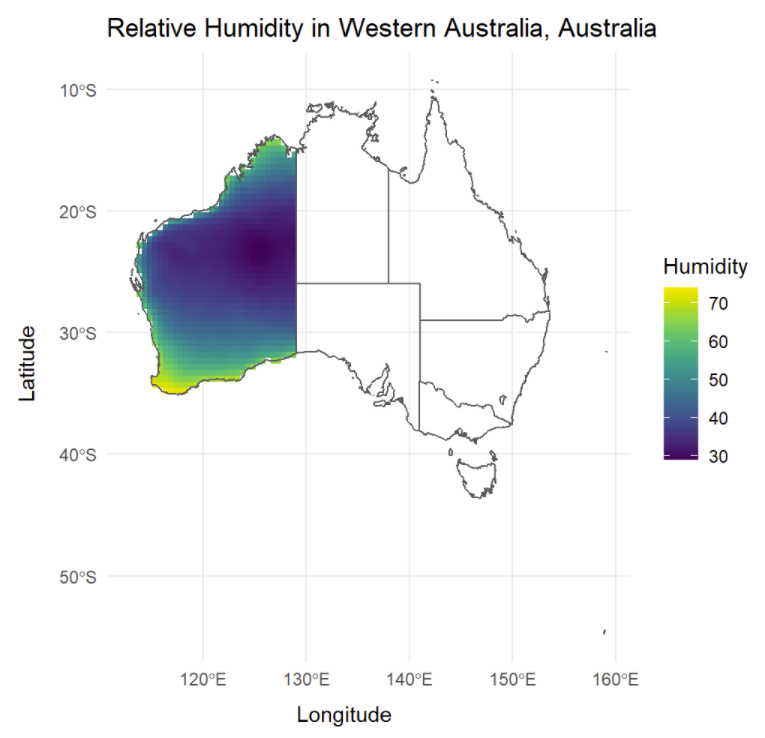 Relative Humidity in Western Australia, Australia
10°S
20°S
30°S
40°S
50°S
Latitude
120°E 130°E 140°E 150°E 160°E
Longitude
Humidity
70
60
50
40
30